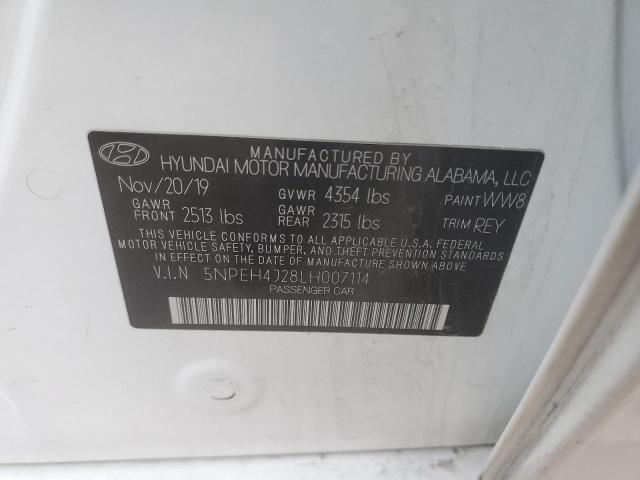 MANUFACTURED BY
HYUNDAI MOTOR MANUFACTURING ALABAMA, LLC
Nov/20/19 GVWR 4354 lbs PAINT WW8
GAWR FRONT 2513 lbs GAWR REAR 2315 lbs TRIM REY
THIS VEHICLE CONFORMS TO ALL APPLICABLE U.S.A. FEDERAL
MOTOR VEHICLE SAFETY, BUMPER, AND THEFT PREVENTION STANDARDS
IN EFFECT ON THE DATE OF MANUFACTURE SHOWN ABOVE.
V.I.N 5NPEH4J28LH007114
PASSENGER CAR